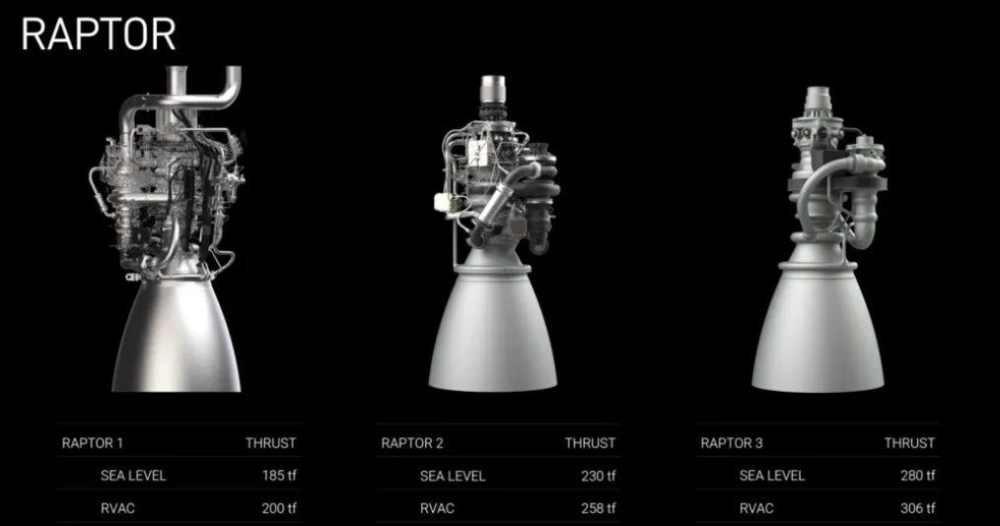 RAPTOR
RAPTOR 1 THRUST
SEA LEVEL 185 tf
RVAC 200 tf
RAPTOR 2 THRUST
SEA LEVEL 230 tf
RVAC 258 tf
RAPTOR 3 THRUST
SEA LEVEL 280 tf
RVAC 306 tf